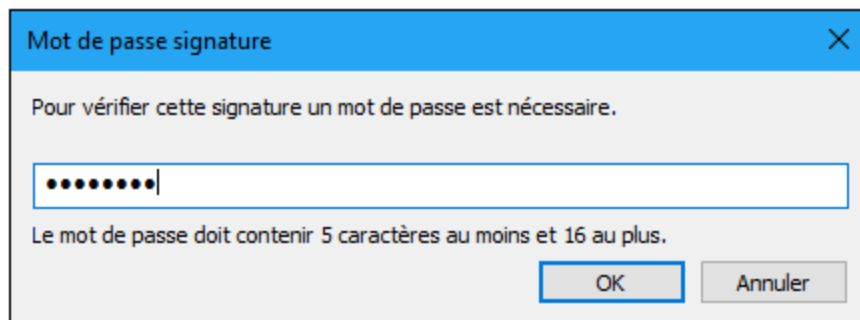 Mot de passe signature
Pour vérifier cette signature un mot de passe est nécessaire.
••••••••
Le mot de passe doit contenir 5 caractères au moins et 16 au plus.
OK Annuler